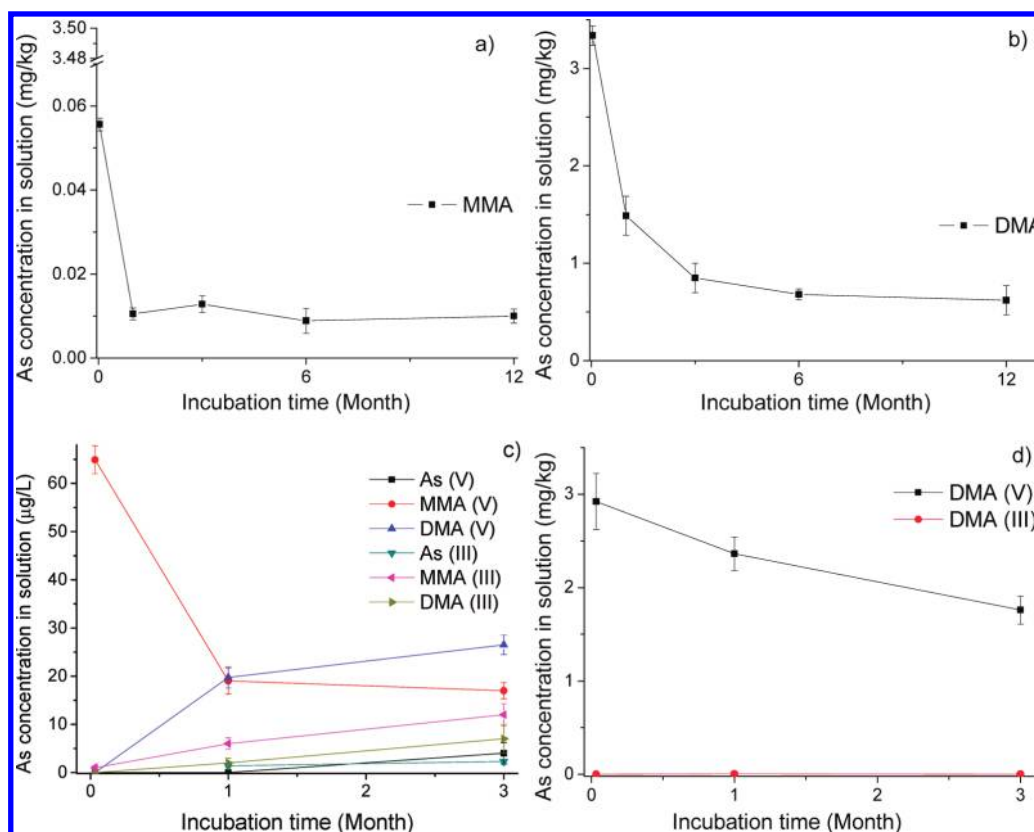 a)
As concentration in solution (mg/kg)
3.50
3.48
0.06
0.04
0.02
0.00
MMA
0 6 12
Incubation time (Month)
b)
As concentration in solution (mg/kg)
3
2
1
0
DMA
0 6 12
Incubation time (Month)
c)
As concentration in solution (µg/L)
60
50
40
30
20
10
0
As (V)
MMA (V)
DMA (V)
As (III)
MMA (III)
DMA (III)
0 1 2 3
Incubation time (Month)
d)
As concentration in solution (mg/kg)
3
2
1
0
DMA (V)
DMA (III)
0 1 2 3
Incubation time (Month)